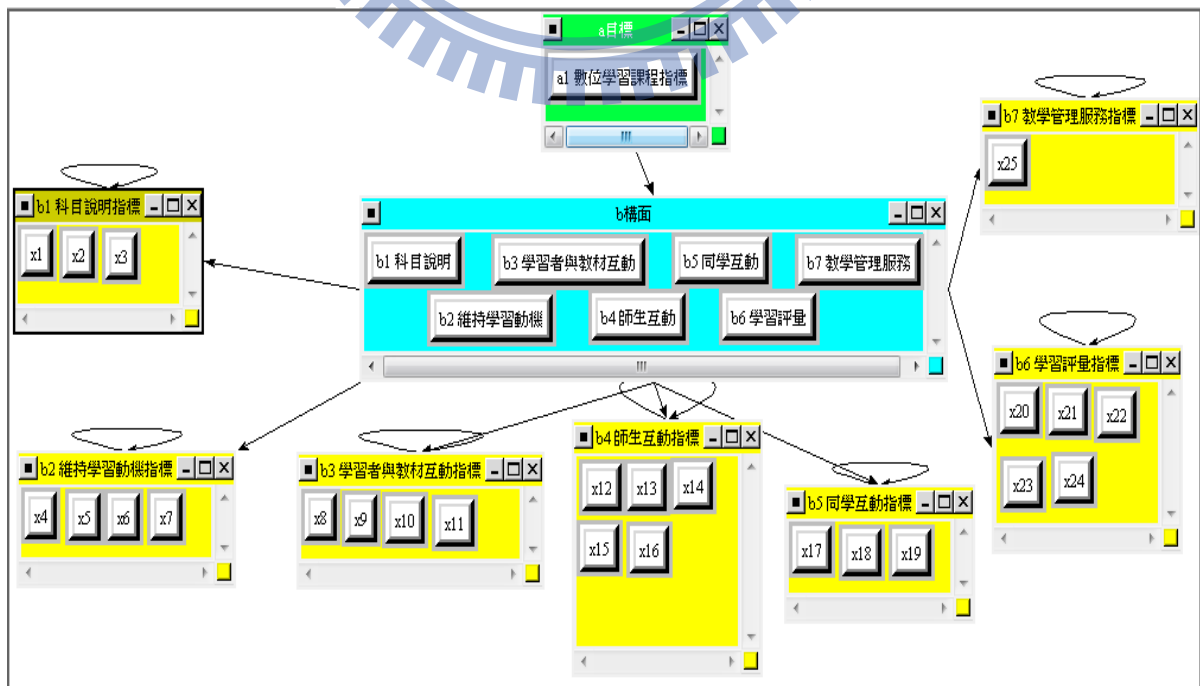 a目標
a1 數位學習課程指標
b7 教學管理服務指標
x25
b1 科目說明指標
x1 x2 x3
b構面
b1 科目說明 b3 學習者與教材互動 b5 同學互動 b7 教學管理服務
b2 維持學習動機 b4 師生互動 b6 學習評量
b6 學習評量指標
x20 x21 x22
x23 x24
b2 維持學習動機指標
x4 x5 x6 x7
b3 學習者與教材互動指標
x8 x9 x10 x11
b4 師生互動指標
x12 x13 x14
x15 x16
b5 同學互動指標
x17 x18 x19